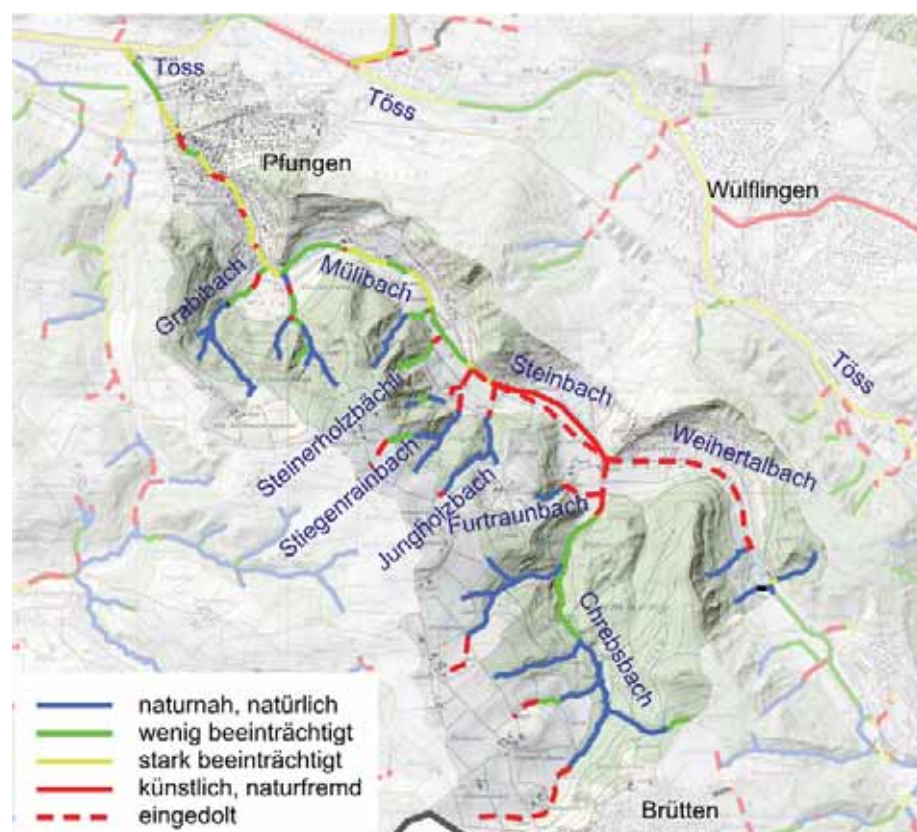 Töss
Töss
Pfungen
Wülflingen
Mülibach
Grabibach
Steinbach
Töss
Weihertalbach
Steinerholzbächli
Stiegenrainbach
Jungholzbach
Furtraunbach
Chrebsbach
naturnah, natürlich
wenig beeinträchtigt
stark beeinträchtigt
künstlich, naturfremd
eingedolt
Brütten